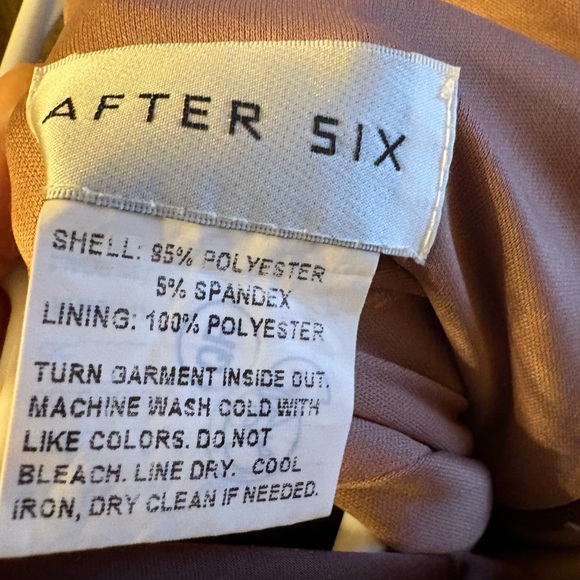 AFTER SIX
SHELL: 95% POLYESTER
5% SPANDEX
LINING: 100% POLYESTER
TURN GARMENT INSIDE OUT.
MACHINE WASH COLD WITH
LIKE COLORS. DO NOT
BLEACH. LINE DRY. COOL
IRON, DRY CLEAN IF NEEDED.